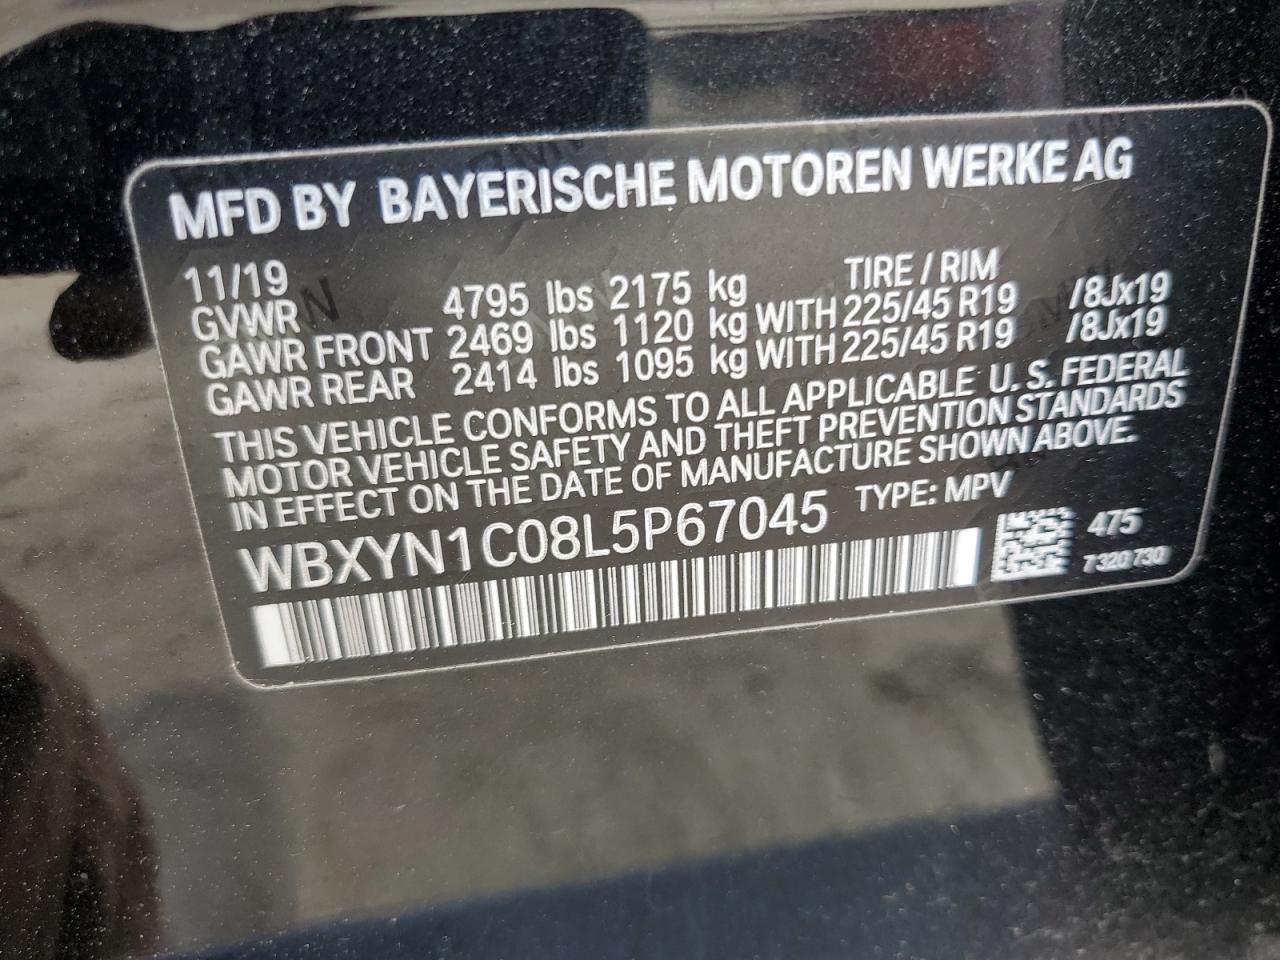 MFD BY BAYERISCHE MOTOREN WERKE AG
11/19 TIRE / RIM
GVWR 4795 lbs 2175 kg
GAWR FRONT 2469 lbs 1120 kg WITH 225/45 R19 /8Jx19
GAWR REAR 2414 lbs 1095 kg WITH 225/45 R19 /8Jx19
THIS VEHICLE CONFORMS TO ALL APPLICABLE U.S. FEDERAL
MOTOR VEHICLE SAFETY AND THEFT PREVENTION STANDARDS
IN EFFECT ON THE DATE OF MANUFACTURE SHOWN ABOVE.
WBXYN1C08L5P67045 TYPE: MPV
475
7320730